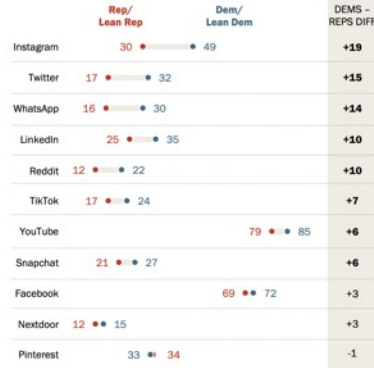 Rep/ Dem/ DEMS –
Lean Rep Lean Dem REPS DIFF
Instagram 30 49 +19
Twitter 17 32 +15
WhatsApp 16 30 +14
LinkedIn 25 35 +10
Reddit 12 22 +10
TikTok 17 24 +7
YouTube 79 85 +6
Snapchat 21 27 +6
Facebook 69 72 +3
Nextdoor 12 15 +3
Pinterest 33 34 -1